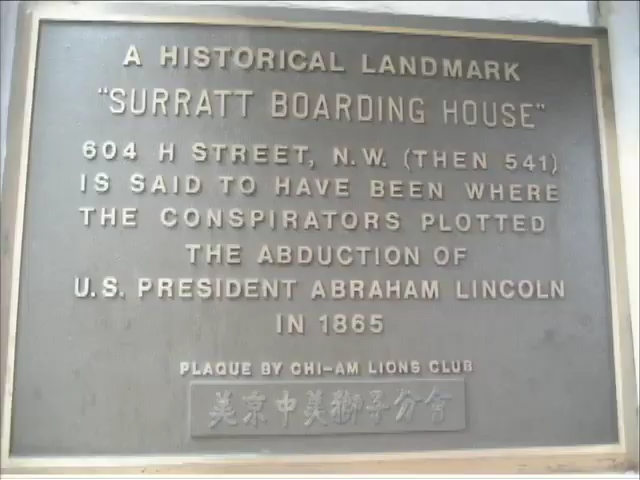 A HISTORICAL LANDMARK
"SURRATT BOARDING HOUSE"
604 H STREET, N.W. (THEN 541)
IS SAID TO HAVE BEEN WHERE
THE CONSPIRATORS PLOTTED
THE ABDUCTION OF
U.S. PRESIDENT ABRAHAM LINCOLN
IN 1865
PLAQUE BY CHI-AM LIONS CLUB
美京中美獅子分會